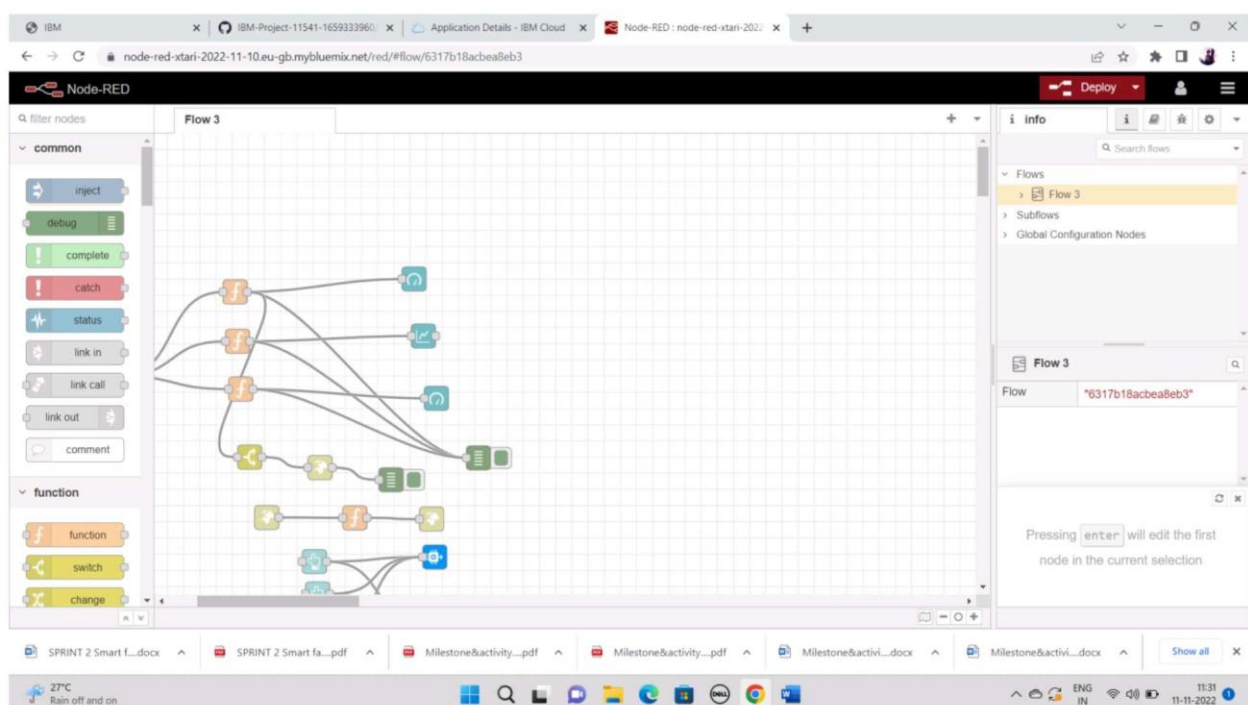 IBM
IBM-Project-11541-1659333960
Application Details - IBM Cloud
Node-RED : node-red-xtari-2022
node-red-xtari-2022-11-10.eu-gb.mybluemix.net/red/#flow/6317b18acbea8eb3
Node-RED
Deploy
filter nodes
Flow 3
i info
i
Search flows
common
Flows
Flow 3
Subflows
Global Configuration Nodes
inject
debug
complete
catch
status
link in
link call
link out
comment
Flow 3
Flow "6317b18acbea8eb3"
function
function
switch
change
Pressing enter will edit the first
node in the current selection
SPRINT 2 Smart f....docx
SPRINT 2 Smart fa....pdf
Milestone&activity....pdf
Milestone&activity....pdf
Milestone&activi....docx
Milestone&activi....docx
Show all
27°C
Rain off and on
DELL
ENG
IN
11:31
11-11-2022
1